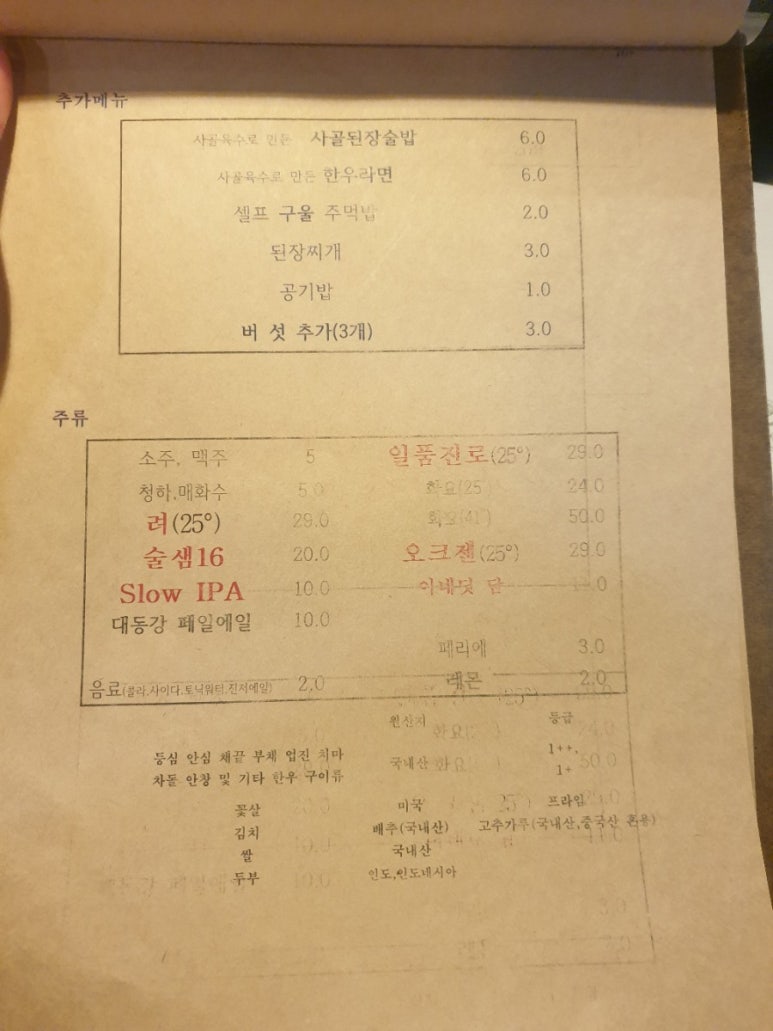 추가메뉴
사골육수로 만든 사골된장술밥 6.0
사골육수로 만든 한우라면 6.0
셀프 구울 주먹밥 2.0
된장찌개 3.0
공기밥 1.0
버섯 추가(3개) 3.0
주류
소주, 맥주 5 일품진로(25°) 29.0
청하,매화수 5.0 화요(25°) 24.0
려(25°) 29.0 화요(41°) 50.0
술샘16 20.0 오크젠(25°) 29.0
Slow IPA 10.0
대동강 페일에일 10.0
페리에 3.0
음료(콜라.사이다.토닉워터.진저에일) 2.0 레몬 2.0
원산지 등급
등심 안심 채끝 부채 업진 치마
차돌 안창 및 기타 한우 구이류 국내산 1++, 1+
꽃살 미국 프라임
김치 배추(국내산) 고추가루(국내산,중국산 혼용)
쌀 국내산
두부 인도,인도네시아